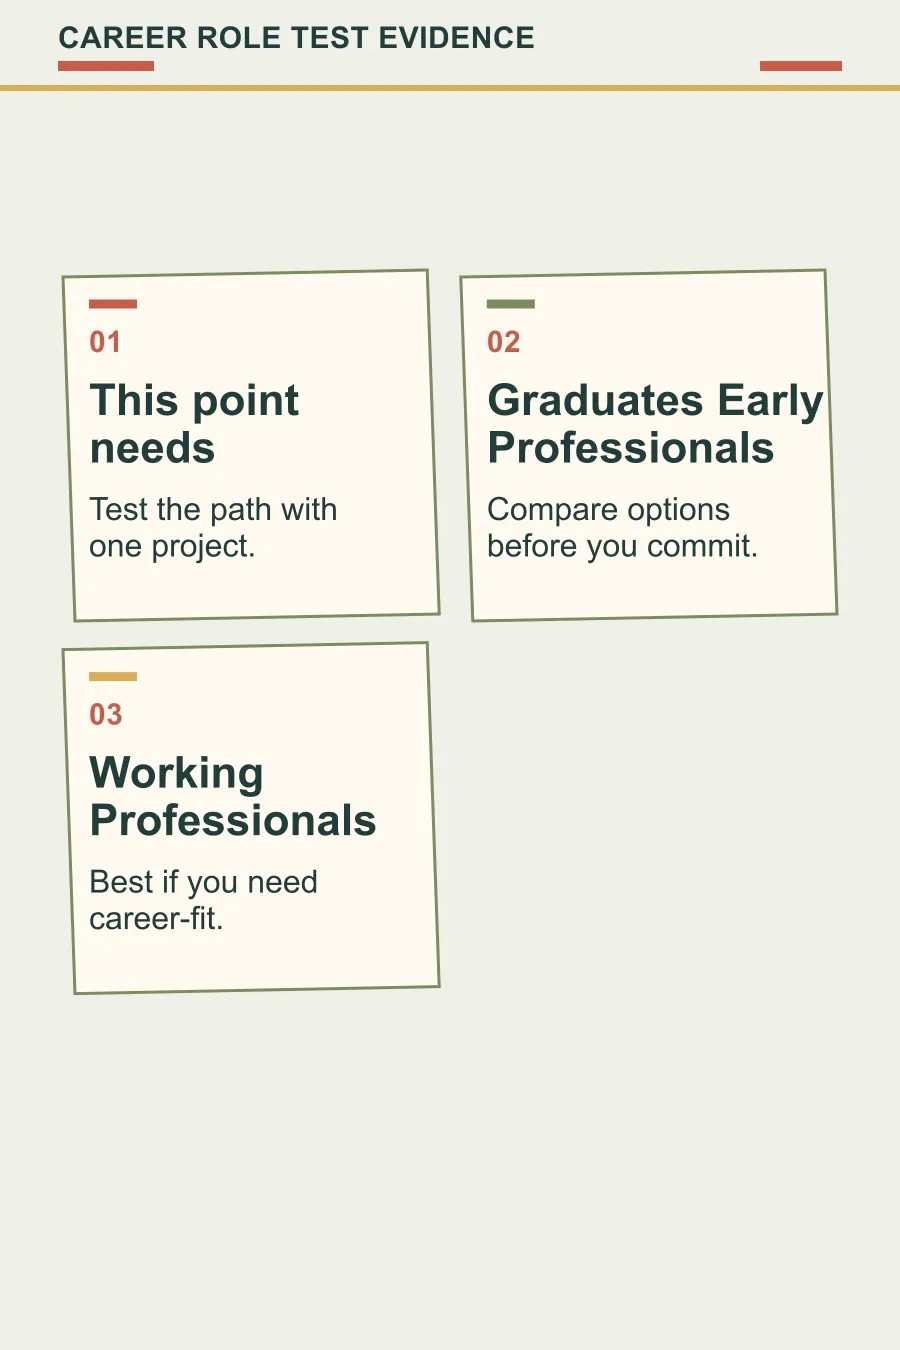 CAREER ROLE TEST EVIDENCE
01
This point
needs
Test the path with
one project.
02
Graduates Early
Professionals
Compare options
before you commit.
03
Working
Professionals
Best if you need
career-fit.